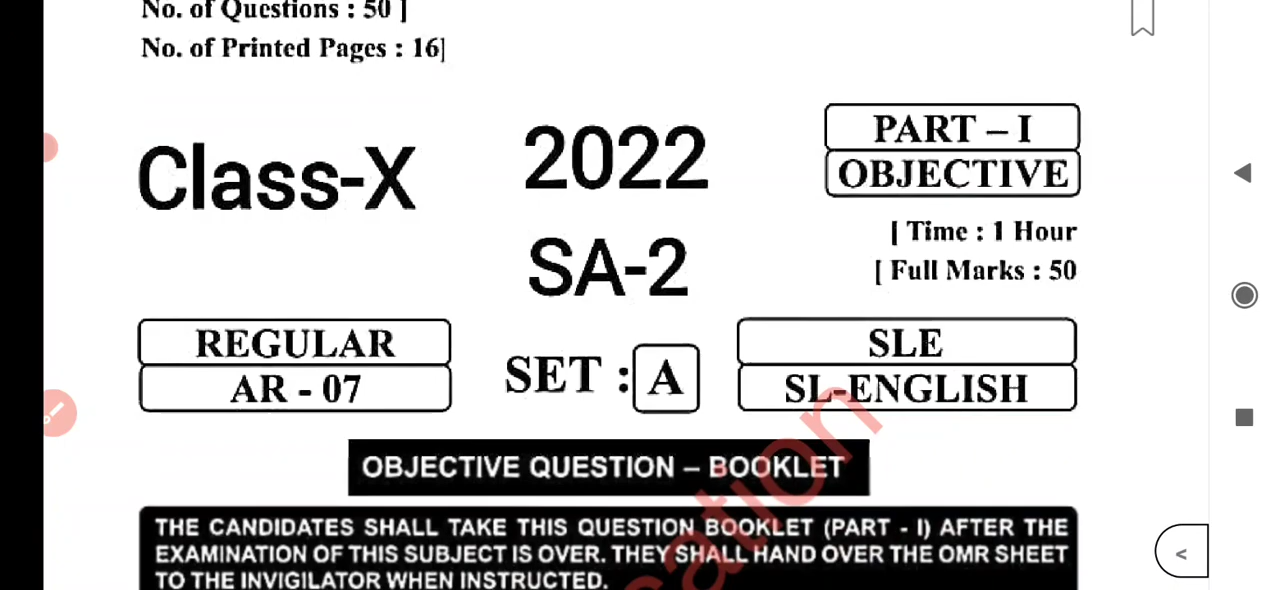 No. of Questions : 50 ]
No. of Printed Pages : 16]
PART – I
OBJECTIVE
Class-X 2022
[ Time : 1 Hour
SA-2
[ Full Marks : 50
REGULAR
AR - 07
SET : A
SLE
SL-ENGLISH
OBJECTIVE QUESTION – BOOKLET
THE CANDIDATES SHALL TAKE THIS QUESTION BOOKLET (PART - I) AFTER THE
EXAMINATION OF THIS SUBJECT IS OVER. THEY SHALL HAND OVER THE OMR SHEET
TO THE INVIGILATOR WHEN INSTRUCTED.